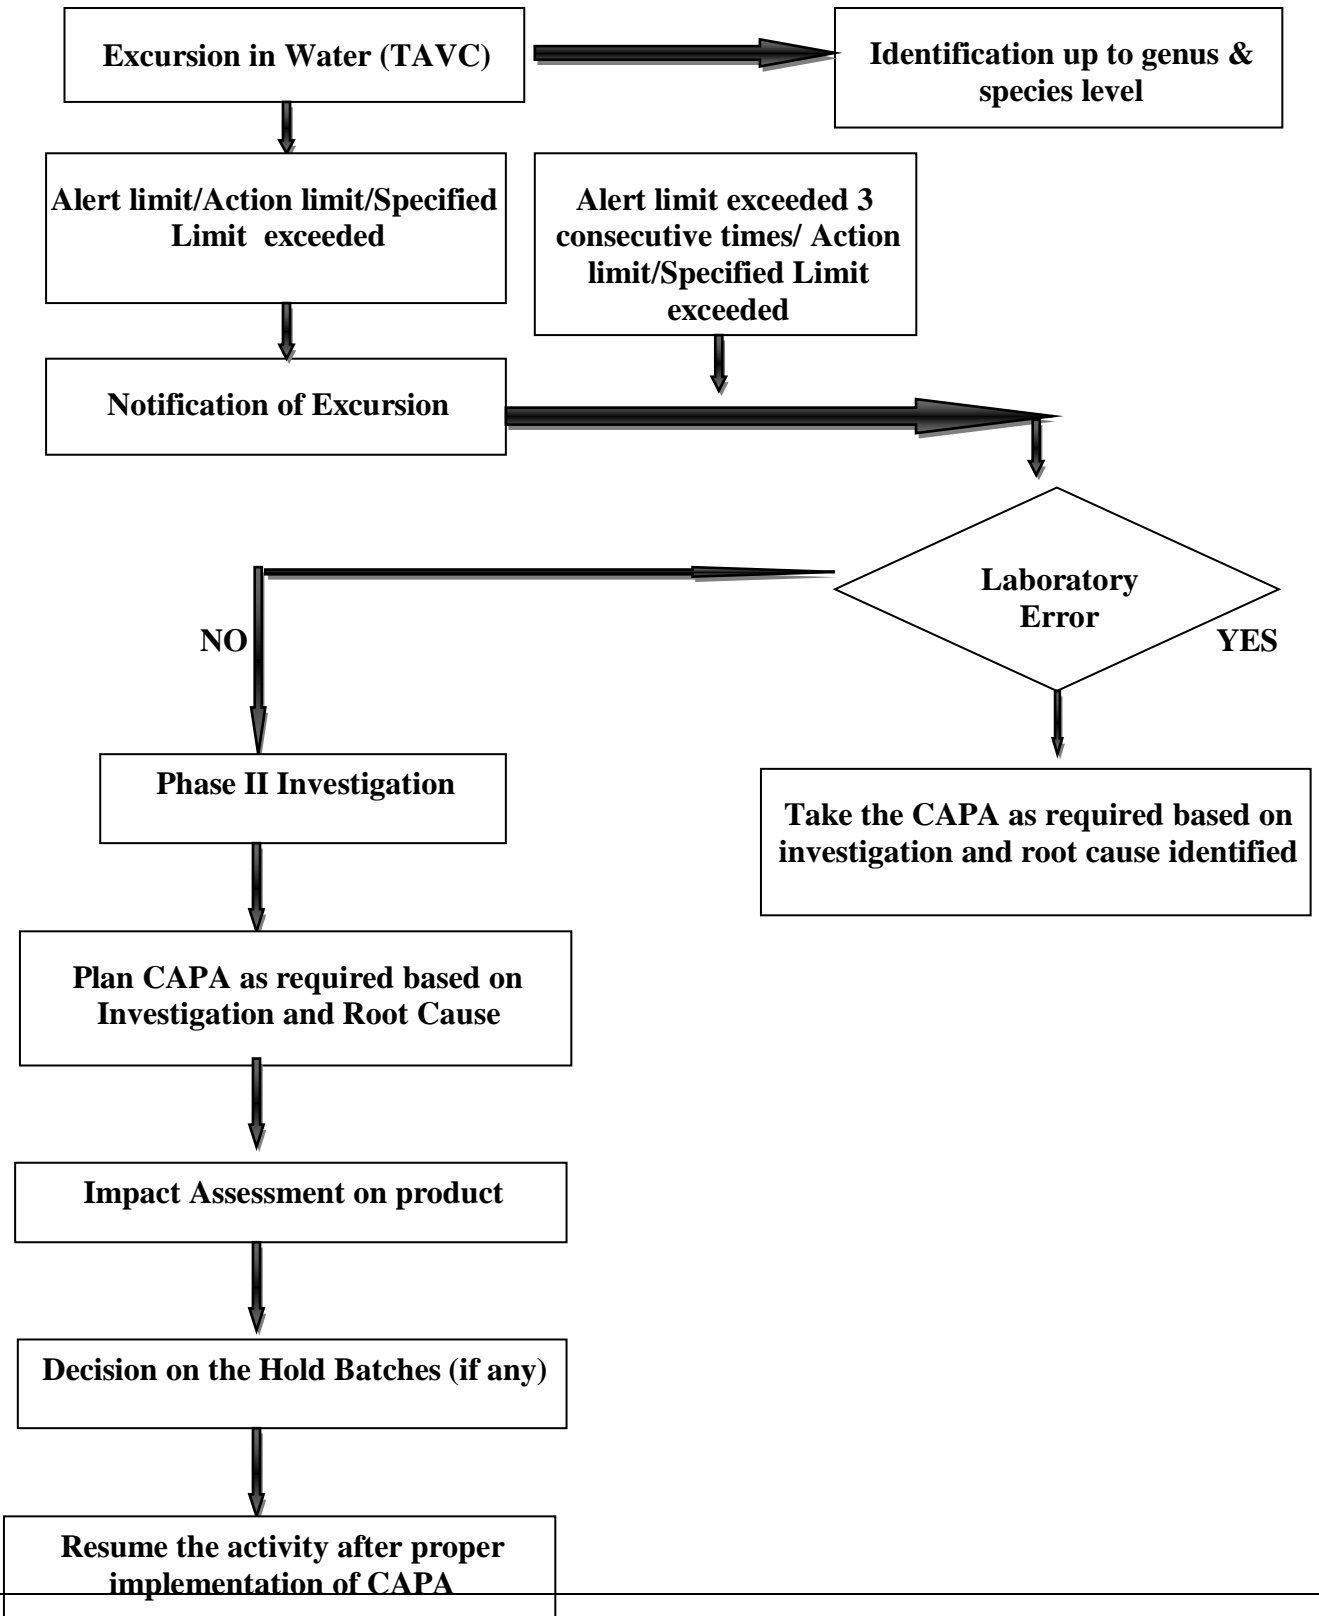 Excursion in Water (TAVC)
Identification up to genus &
species level
Alert limit/Action limit/Specified
Limit exceeded
Alert limit exceeded 3
consecutive times/ Action
limit/Specified Limit
exceeded
Notification of Excursion
Laboratory
Error
NO
YES
Phase II Investigation
Take the CAPA as required based on
investigation and root cause identified
Plan CAPA as required based on
Investigation and Root Cause
Impact Assessment on product
Decision on the Hold Batches (if any)
Resume the activity after proper
implementation of CAPA